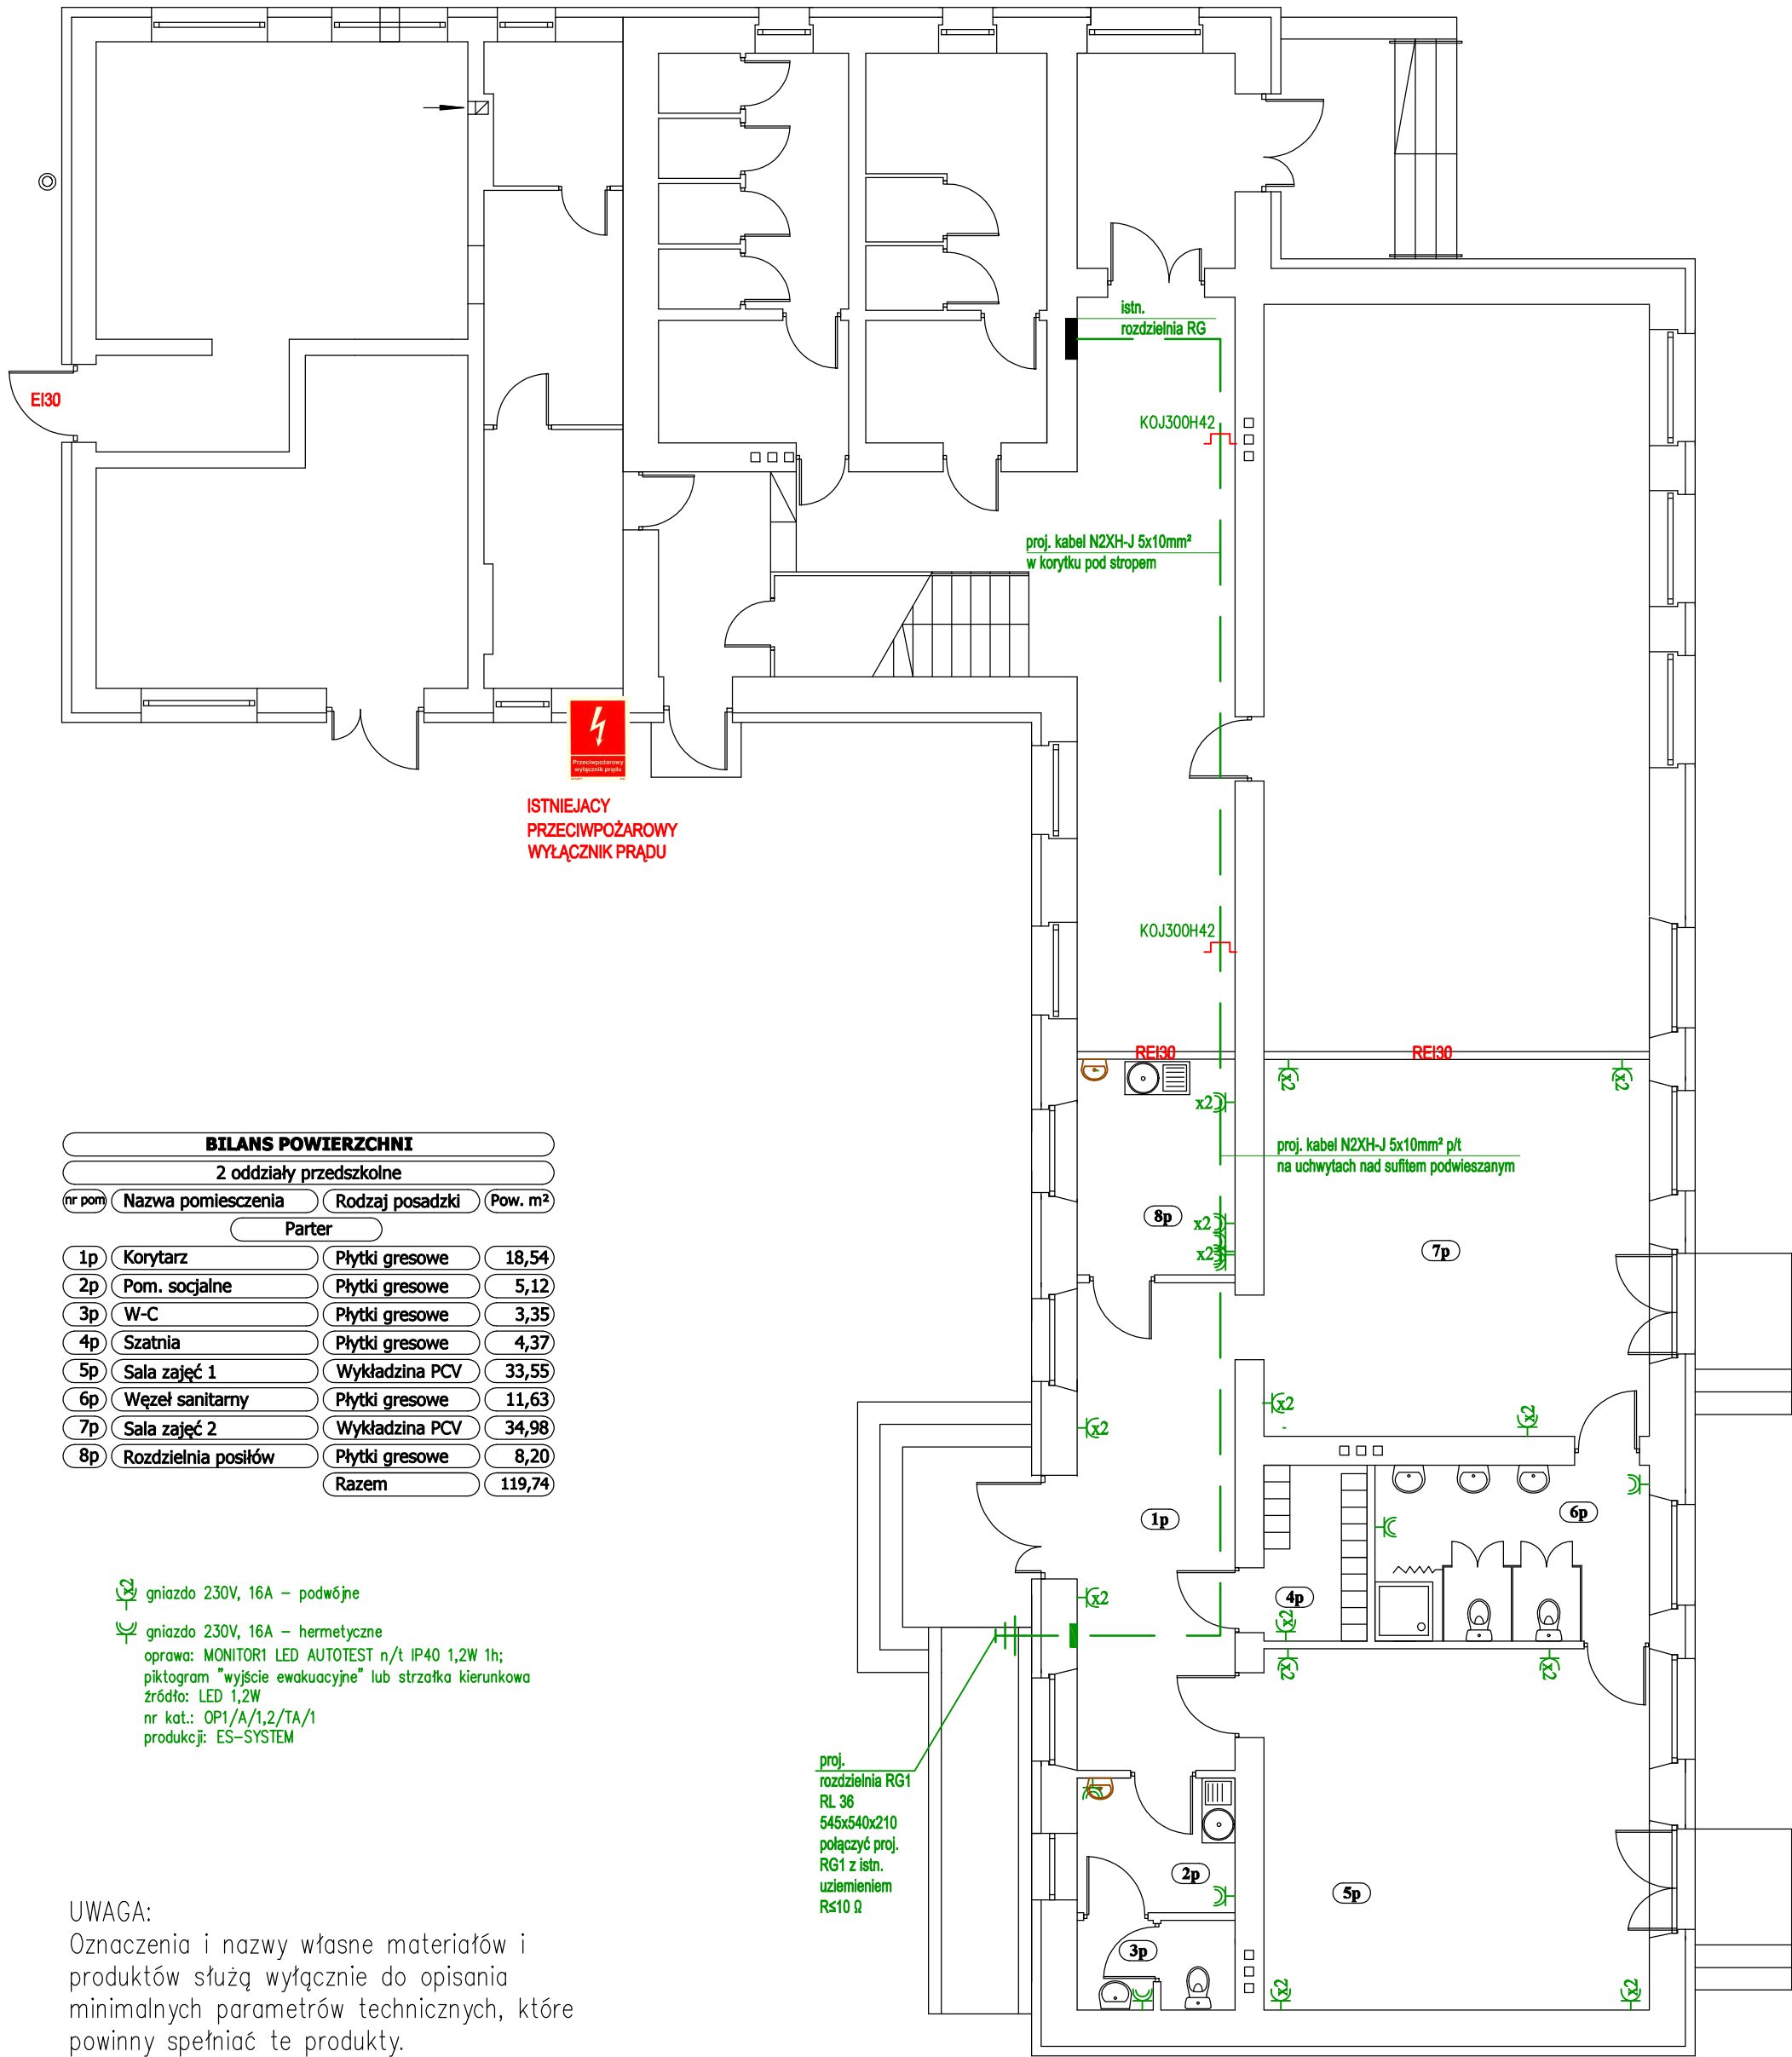 istn.
rozdzielnia RG
EI30
KOJ300H42
proj. kabel N2XH-J 5x10mm²
w korytku pod stropem
Przeciwpożarowy
wyłącznik prądu
ISTNIEJACY
PRZECIWPOŻAROWY
WYŁĄCZNIK PRĄDU
KOJ300H42
REI30
REI30
x2
x2
x2
proj. kabel N2XH-J 5x10mm² p/t
na uchwytach nad sufitem podwieszanym
8p
x2
x2
7p
x2
x2
x2
1p
6p
4p
x2
x2
x2
x2
2p
5p
3p
x2
x2
BILANS POWIERZCHNI
2 oddziały przedszkolne
nr pom Nazwa pomiesczenia Rodzaj posadzki Pow. m²
Parter
1p Korytarz Płytki gresowe 18,54
2p Pom. socjalne Płytki gresowe 5,12
3p W-C Płytki gresowe 3,35
4p Szatnia Płytki gresowe 4,37
5p Sala zajęć 1 Wykładzina PCV 33,55
6p Węzeł sanitarny Płytki gresowe 11,63
7p Sala zajęć 2 Wykładzina PCV 34,98
8p Rozdzielnia posiłów Płytki gresowe 8,20
Razem 119,74
x2 gniazdo 230V, 16A – podwójne
gniazdo 230V, 16A – hermetyczne
oprawa: MONITOR1 LED AUTOTEST n/t IP40 1,2W 1h;
piktogram "wyjście ewakuacyjne" lub strzałka kierunkowa
źródło: LED 1,2W
nr kat.: OP1/A/1,2/TA/1
produkcji: ES–SYSTEM
proj.
rozdzielnia RG1
RL 36
545x540x210
połączyć proj.
RG1 z istn.
uziemieniem
R≤10 Ω
UWAGA:
Oznaczenia i nazwy własne materiałów i
produktów służą wyłącznie do opisania
minimalnych parametrów technicznych, które
powinny spełniać te produkty.